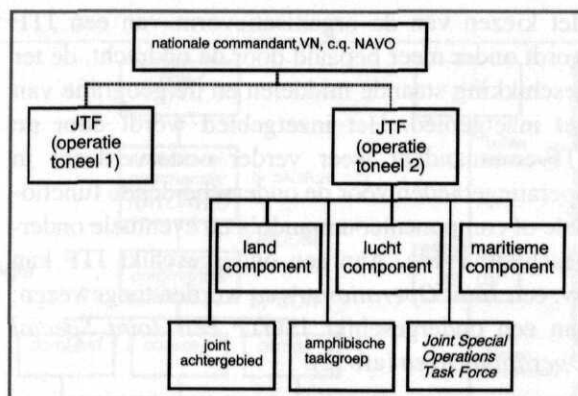 nationale commandant,VN, c.q. NAVO
JTF
(operatie
toneel 1)
JTF
(operatie
toneel 2)
land
component
lucht
component
maritieme
component
joint
achtergebied
amphibische
taakgroep
Joint Special
Operations
Task Force